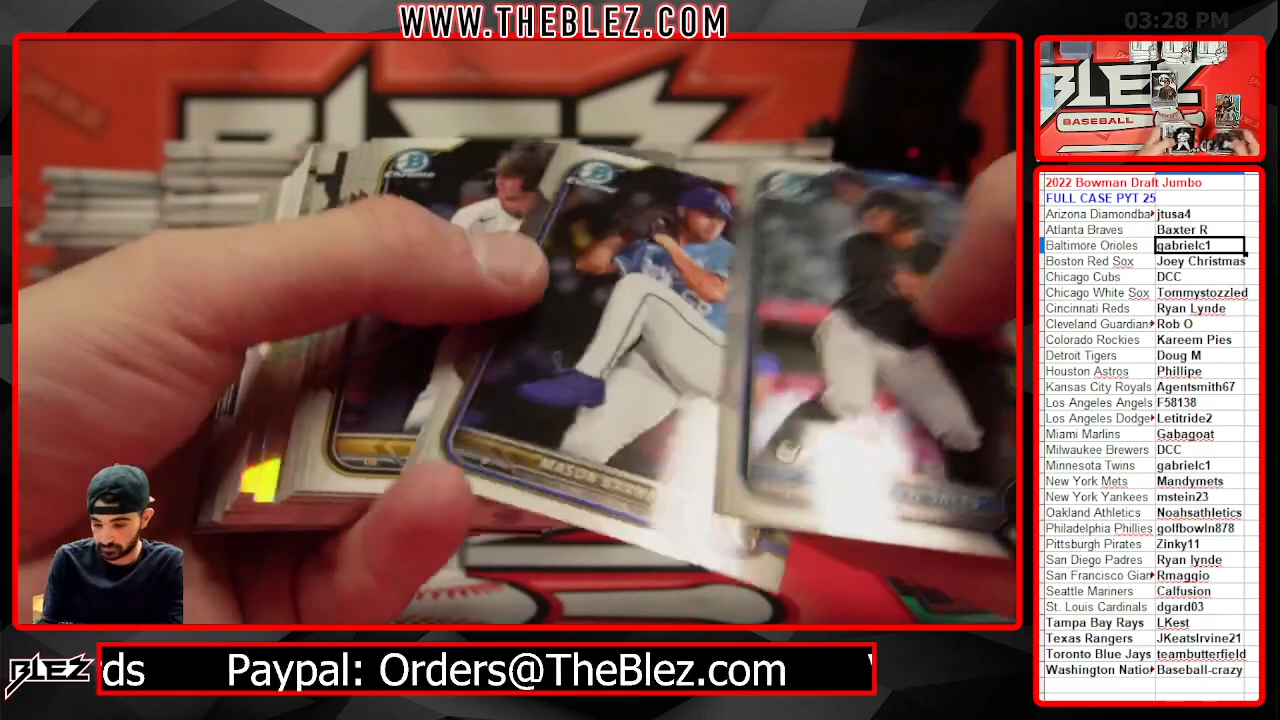 WWW.THEBLEZ.COM
03:28 PM
BLEZ
Chrome
Chrome
BLEZ
BASEBALL
2022 Bowman Draft Jumbo
FULL CASE PYT 25
Arizona Diamondba jtusa4
Atlanta Braves Baxter R
Baltimore Orioles gabrielc1
Boston Red Sox Joey Christmas
Chicago Cubs DCC
Chicago White Sox Tommystozzled
Cincinnati Reds Ryan Lynde
Cleveland Guardian Rob O
Colorado Rockies Kareem Pies
Detroit Tigers Doug M
Houston Astros Phillipe
Kansas City Royals Agentsmith67
Los Angeles Angels F58138
Los Angeles Dodge Letitride2
Miami Marlins Gabagoat
Milwaukee Brewers DCC
Minnesota Twins gabrielc1
New York Mets Mandymets
New York Yankees mstein23
Oakland Athletics Noahsathletics
Philadelphia Phillies golfbowln878
Pittsburgh Pirates Zinky11
San Diego Padres Ryan lynde
San Francisco Gian Rmaggio
Seattle Mariners Calfusion
St. Louis Cardinals dgard03
Tampa Bay Rays LKest
Texas Rangers JKeatsIrvine21
Toronto Blue Jays teambutterfield
Washington Natio Baseball-crazy
BLEZ
ds Paypal: Orders@TheBlez.com